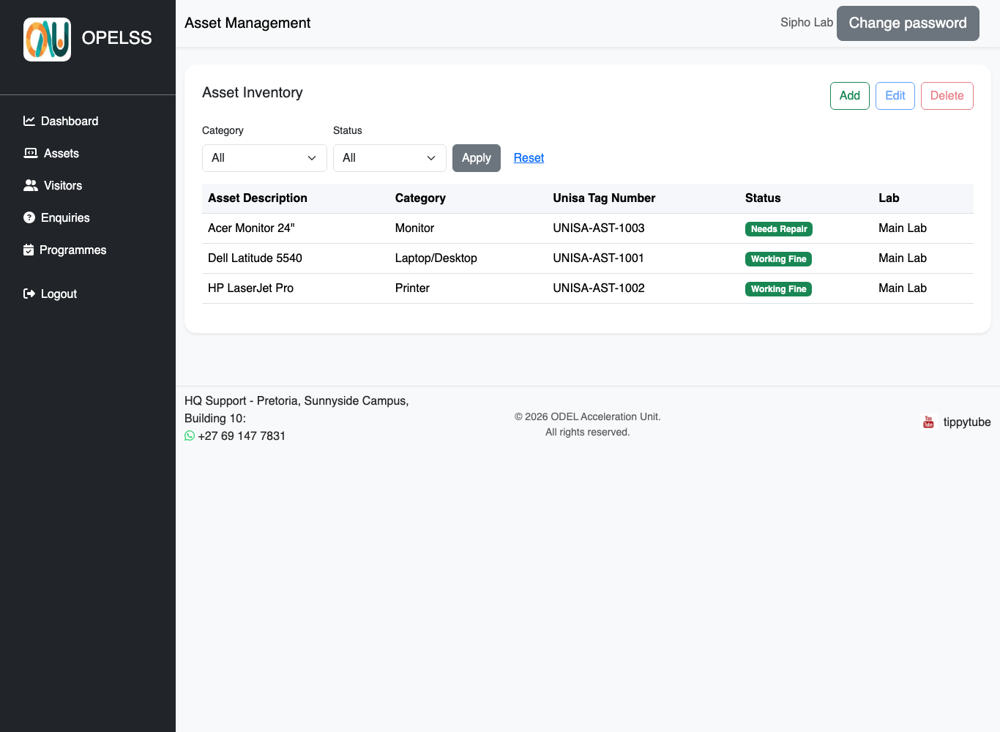 OPELSS
Asset Management
Sipho Lab
Change password
Dashboard
Assets
Visitors
Enquiries
Programmes
Logout
Asset Inventory
Add
Edit
Delete
Category
Status
All
All
Apply
Reset
Asset Description Category Unisa Tag Number Status Lab
Acer Monitor 24" Monitor UNISA-AST-1003 Needs Repair Main Lab
Dell Latitude 5540 Laptop/Desktop UNISA-AST-1001 Working Fine Main Lab
HP LaserJet Pro Printer UNISA-AST-1002 Working Fine Main Lab
HQ Support - Pretoria, Sunnyside Campus,
Building 10:
+27 69 147 7831
© 2026 ODEL Acceleration Unit.
All rights reserved.
You
Tube
tippytube